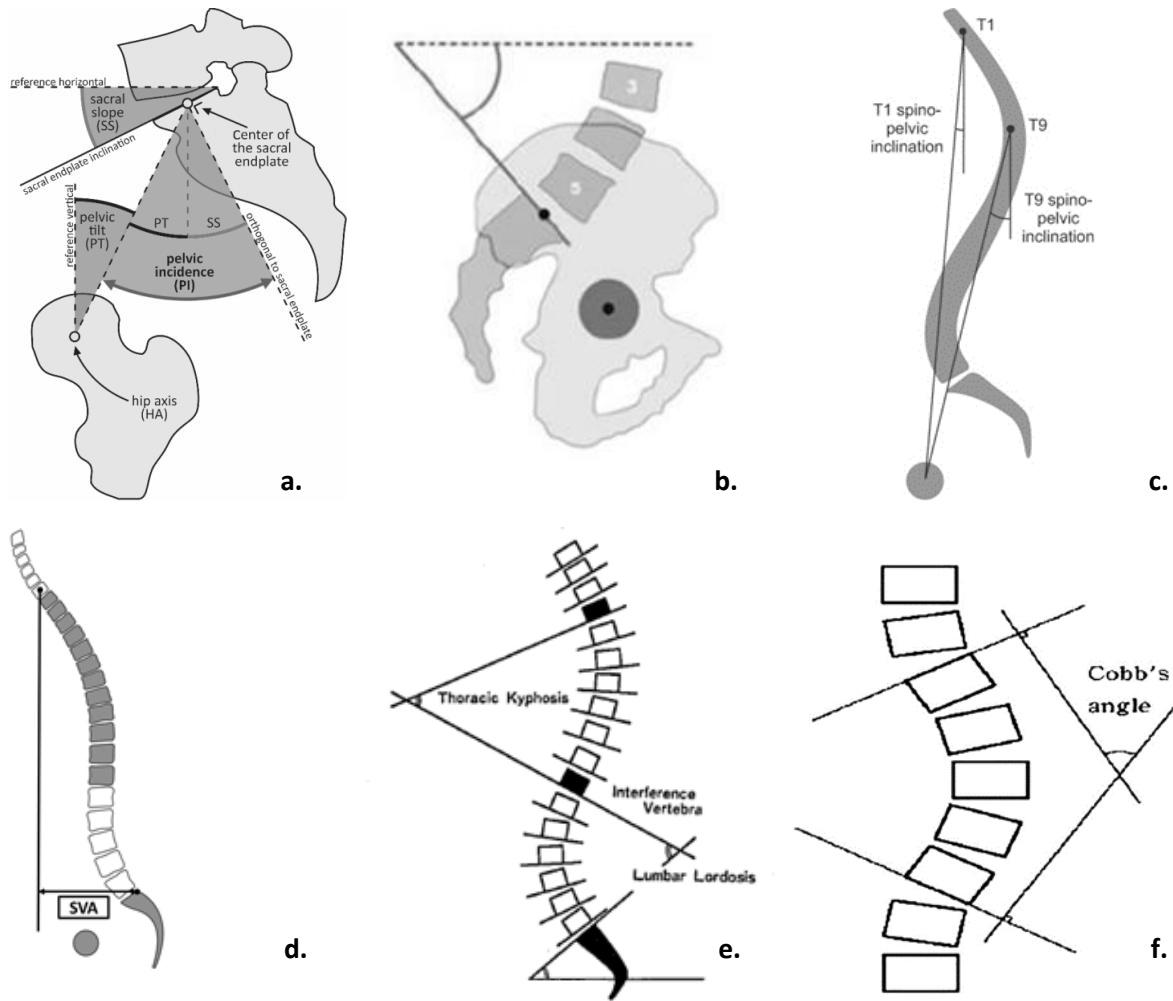 reference horizontal
sacral
slope
(SS)
sacral endplate inclination
Center of
the sacral
endplate
reference vertical
pelvic
tilt
(PT)
PT
SS
pelvic
incidence
(PI)
orthogonal to sacral endplate
hip axis
(HA)
a.
3
5
b.
T1
T9
T1 spino-
pelvic
inclination
T9 spino-
pelvic
inclination
c.
SVA
d.
Thoracic Kyphosis
Interference
Vertebra
Lumbar Lordosis
e.
Cobb's
angle
f.